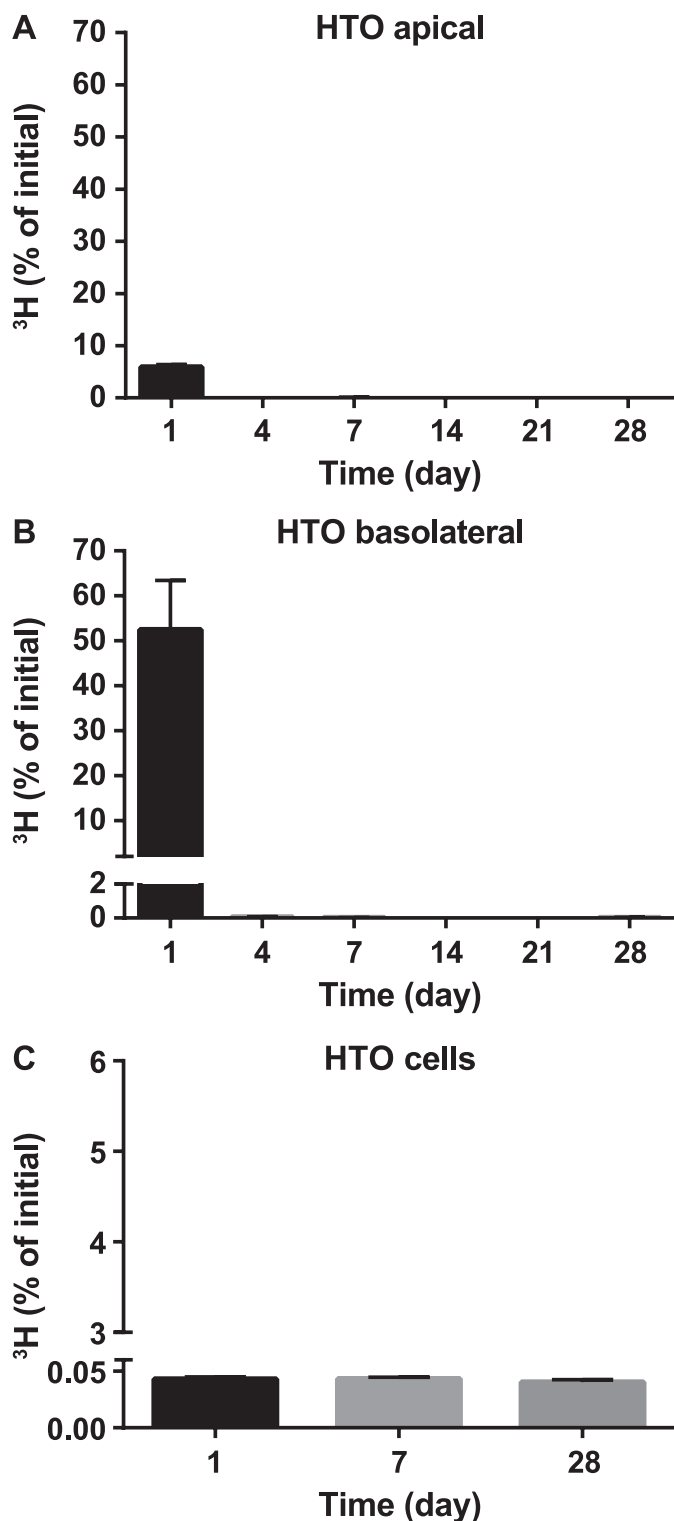 A HTO apical
³H (% of initial)
70
60
50
40
30
20
10
0
1 4 7 14 21 28
Time (day)
B HTO basolateral
³H (% of initial)
70
60
50
40
30
20
10
2
0
1 4 7 14 21 28
Time (day)
C HTO cells
³H (% of initial)
6
5
4
3
0.05
0.00
1 7 28
Time (day)